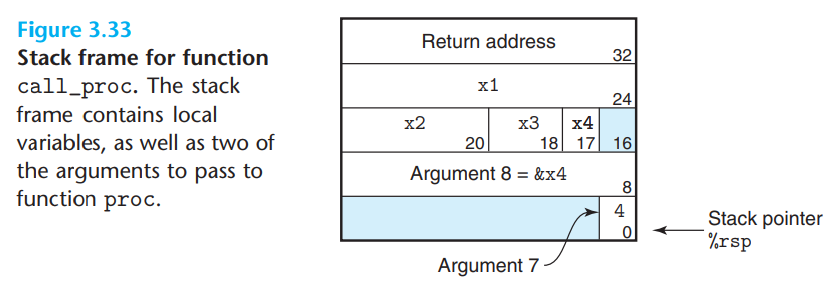 Figure 3.33
Stack frame for function
call_proc. The stack
frame contains local
variables, as well as two of
the arguments to pass to
function proc.
Return address
32
x1
24
x2
20
x3
18
x4
17
16
Argument 8 = &x4
8
4
0
Argument 7
Stack pointer
%rsp